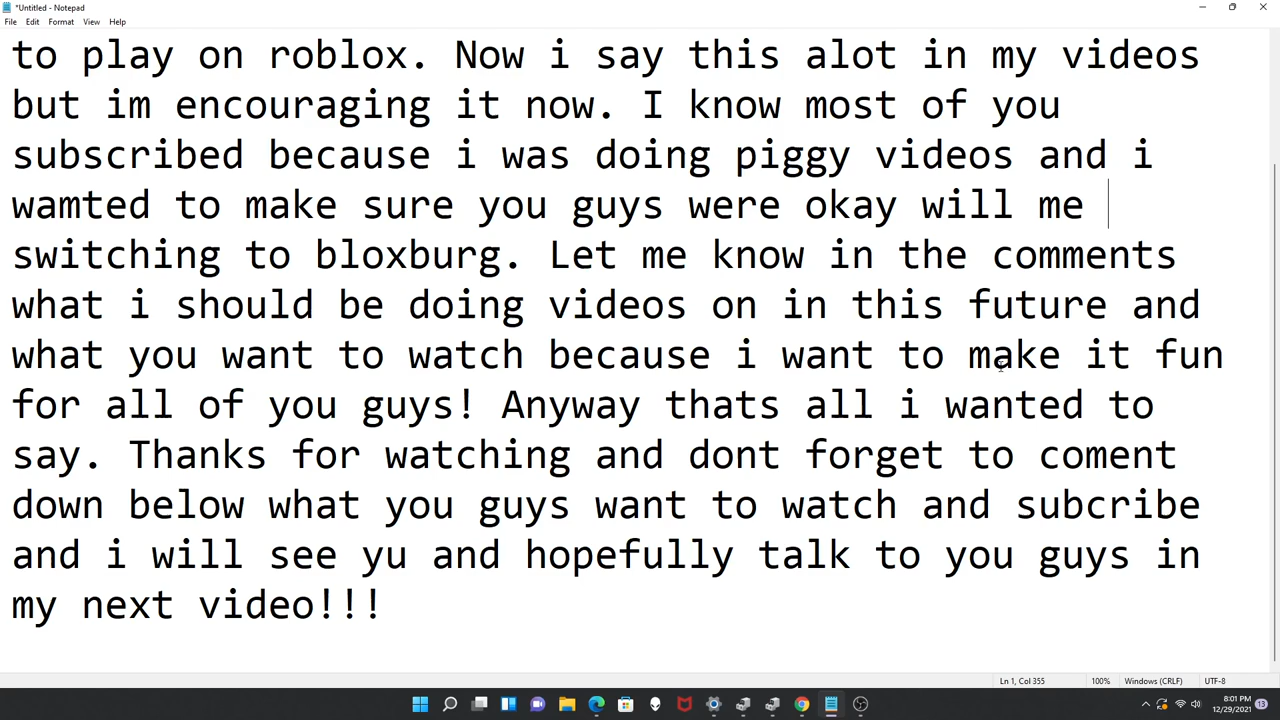 *Untitled - Notepad
File Edit Format View Help
to play on roblox. Now i say this alot in my videos
but im encouraging it now. I know most of you
subscribed because i was doing piggy videos and i
wamted to make sure you guys were okay will me
switching to bloxburg. Let me know in the comments
what i should be doing videos on in this future and
what you want to watch because i want to make it fun
for all of you guys! Anyway thats all i wanted to
say. Thanks for watching and dont forget to coment
down below what you guys want to watch and subcribe
and i will see yu and hopefully talk to you guys in
my next video!!!
Ln 1, Col 355 100% Windows (CRLF) UTF-8
8:01 PM
12/29/2021
13